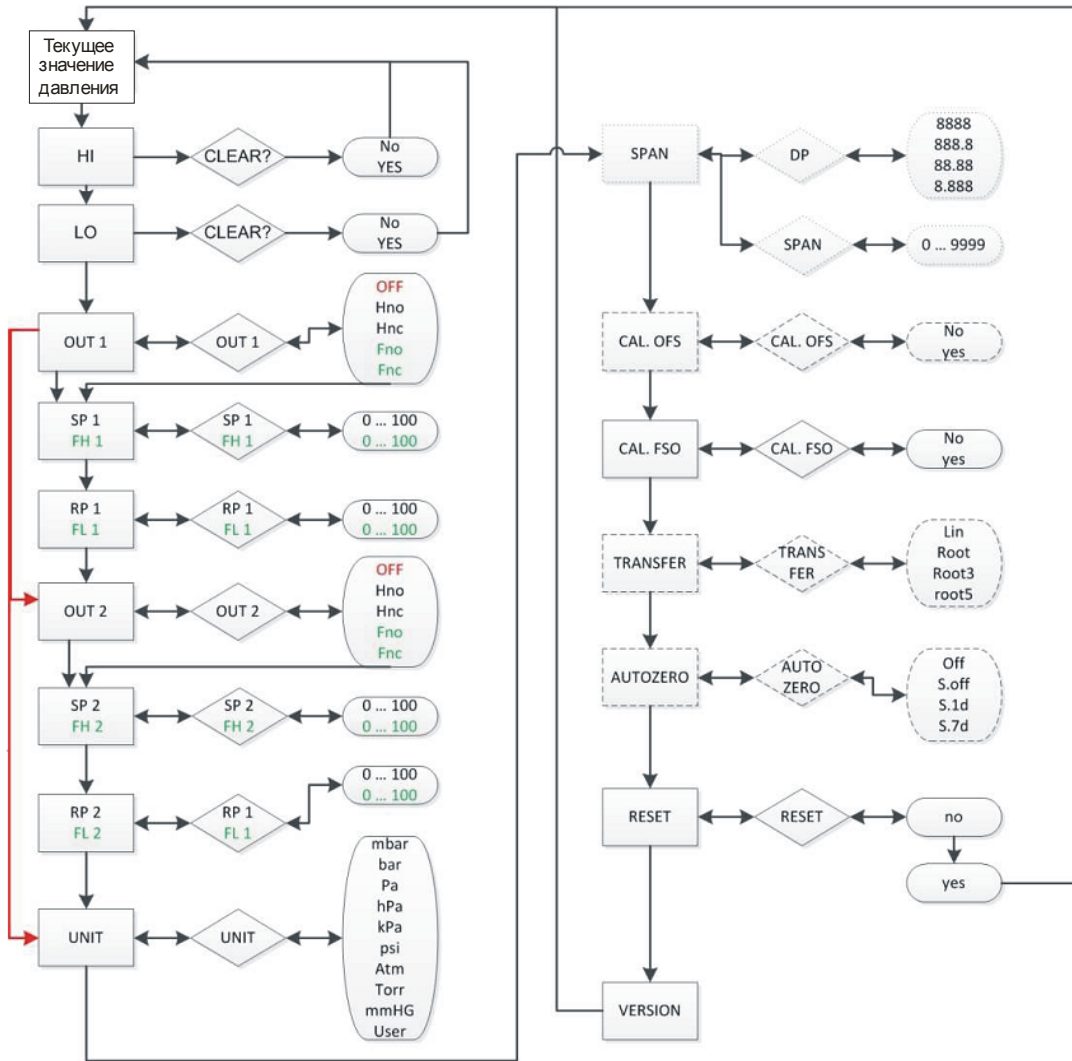 Текущее
значение
давления
HI
CLEAR?
No
YES
LO
CLEAR?
No
YES
OUT 1
OUT 1
OFF
Hno
Hnc
Fno
Fnc
SP 1
FH 1
SP 1
FH 1
0 ... 100
0 ... 100
RP 1
FL 1
RP 1
FL 1
0 ... 100
0 ... 100
OUT 2
OUT 2
OFF
Hno
Hnc
Fno
Fnc
SP 2
FH 2
SP 2
FH 2
0 ... 100
0 ... 100
RP 2
FL 2
RP 1
FL 1
0 ... 100
0 ... 100
UNIT
UNIT
mbar
bar
Pa
hPa
kPa
psi
Atm
Torr
mmHG
User
SPAN
DP
8888
888.8
88.88
8.888
SPAN
0 ... 9999
CAL. OFS
CAL. OFS
No
yes
CAL. FSO
CAL. FSO
No
yes
TRANSFER
TRANS
FER
Lin
Root
Root3
root5
AUTOZERO
AUTO
ZERO
Off
S.off
S.1d
S.7d
RESET
RESET
no
yes
VERSION